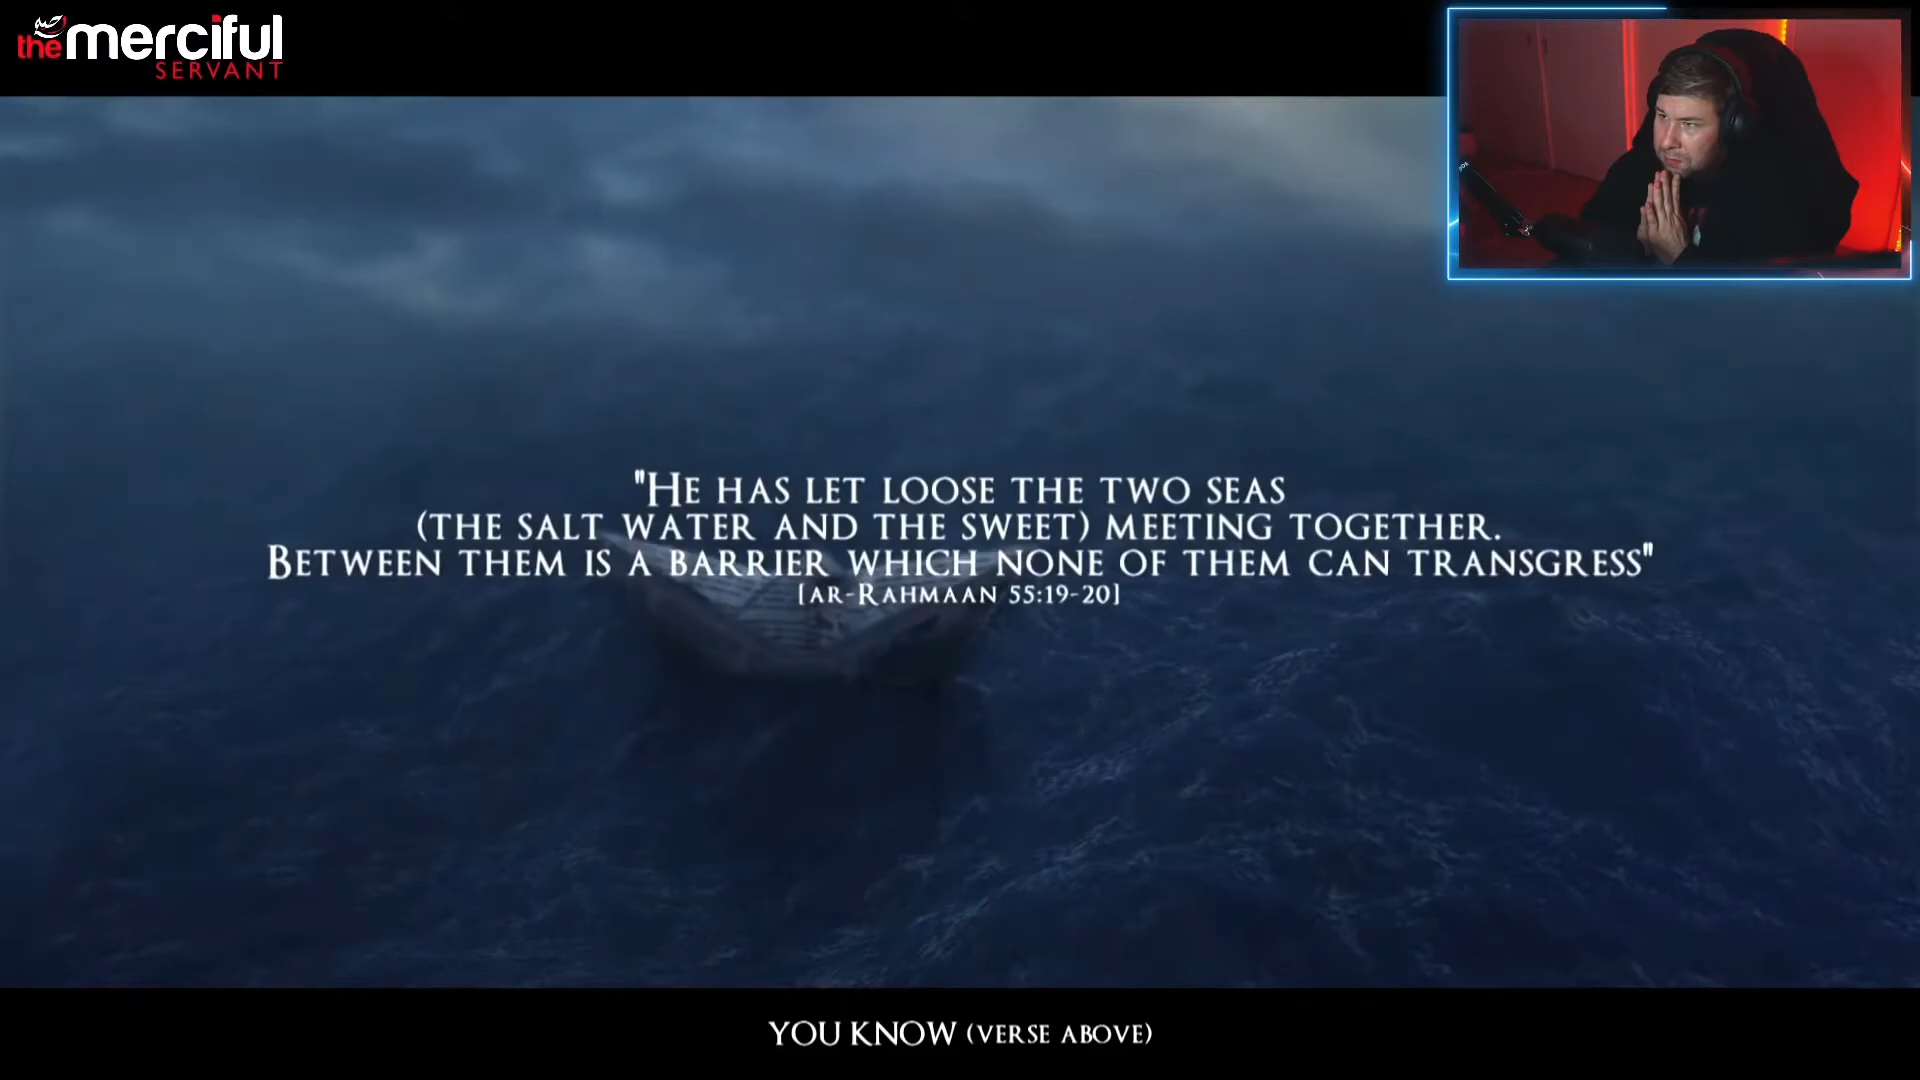 the merciful
SERVANT
"He has let loose the two seas
(the salt water and the sweet) meeting together.
Between them is a barrier which none of them can transgress"
[ar-Rahmaan 55:19-20]
YOU KNOW (VERSE ABOVE)